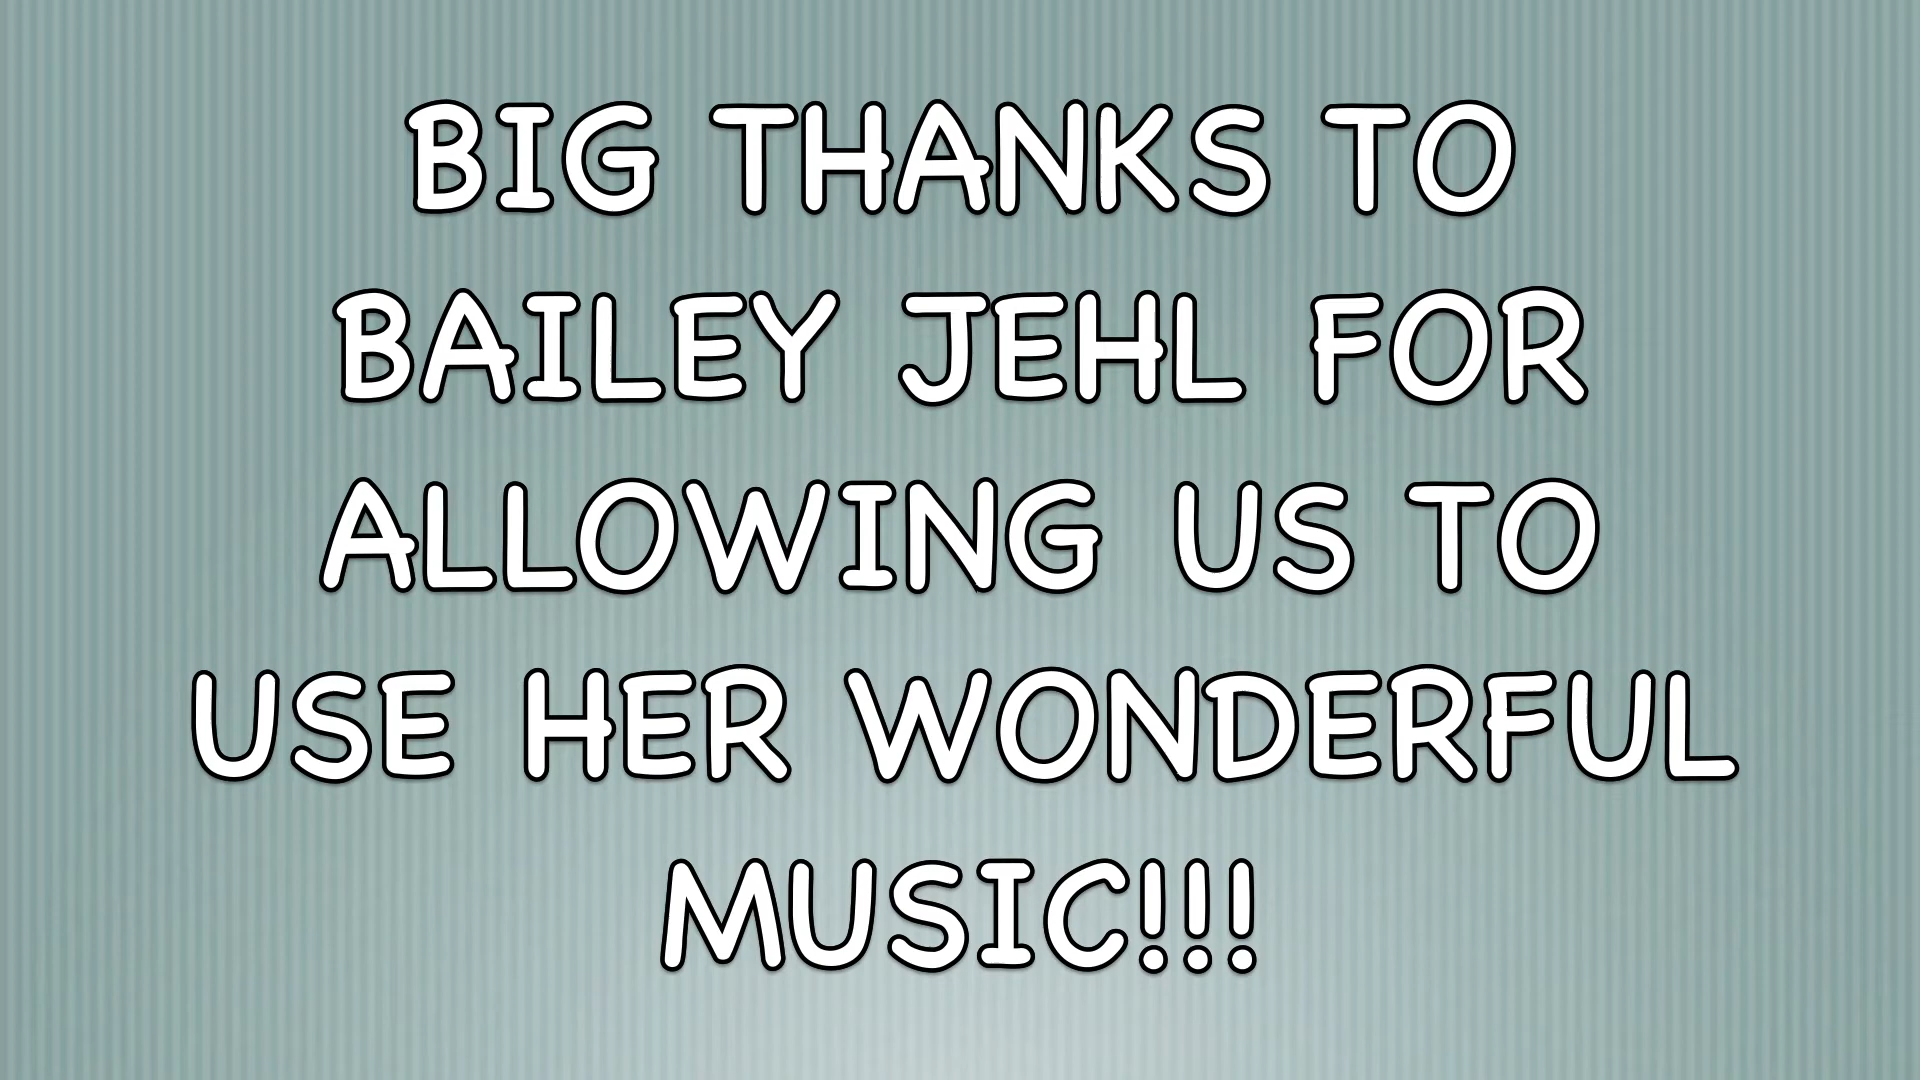 BIG THANKS TO
BAILEY JEHL FOR
ALLOWING US TO
USE HER WONDERFUL
MUSIC!!!